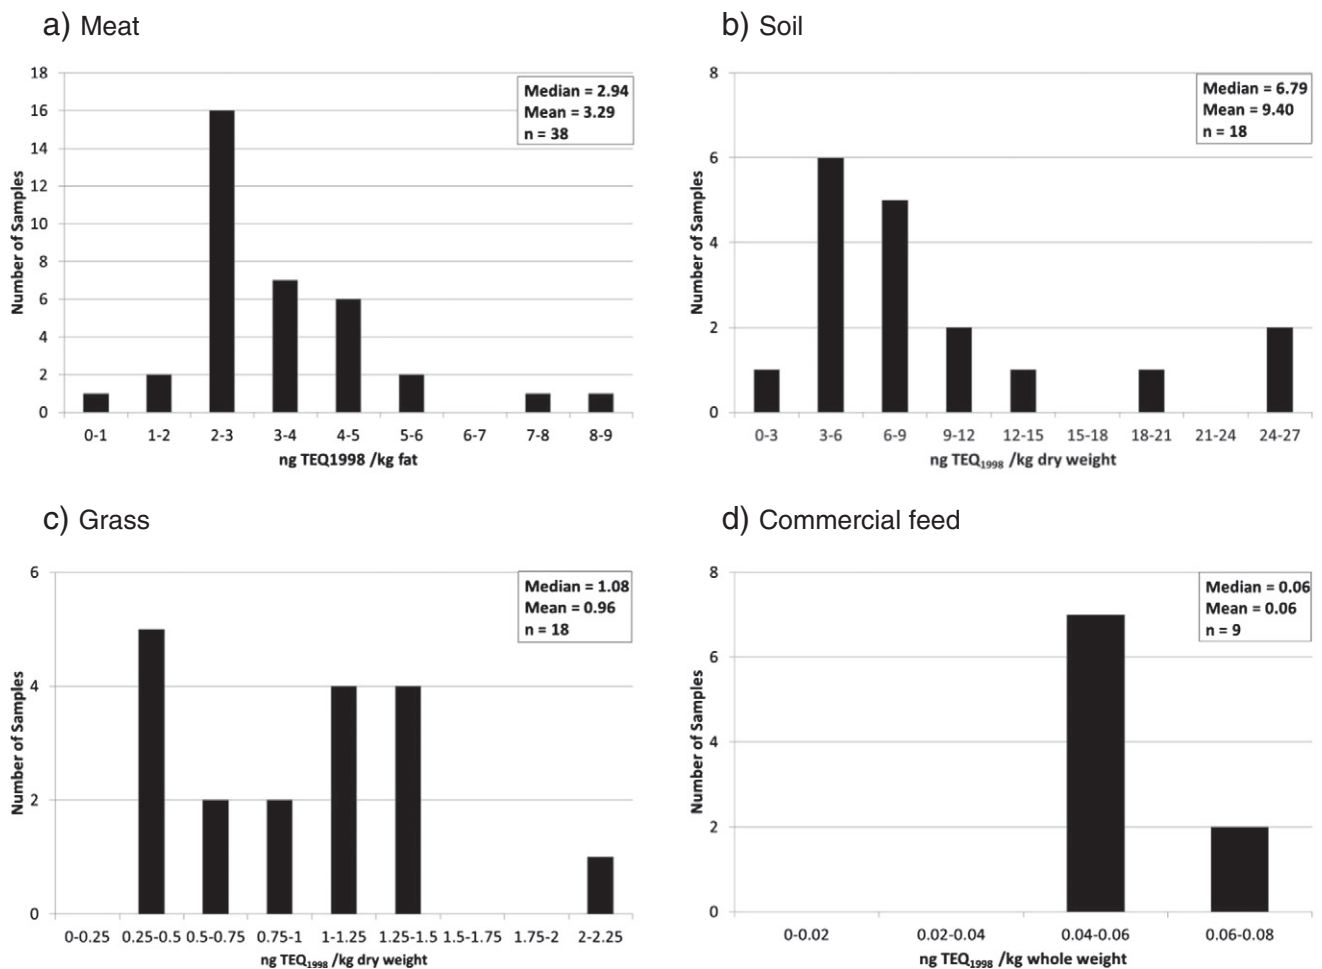 a) Meat
18
16
14
12
10
8
6
4
2
0
Number of Samples
Median = 2.94
Mean = 3.29
n = 38
0-1 1-2 2-3 3-4 4-5 5-6 6-7 7-8 8-9
ng TEQ1998 /kg fat
b) Soil
8
6
4
2
0
Number of Samples
Median = 6.79
Mean = 9.40
n = 18
0-3 3-6 6-9 9-12 12-15 15-18 18-21 21-24 24-27
ng TEQ1998 /kg dry weight
c) Grass
6
4
2
0
Number of Samples
Median = 1.08
Mean = 0.96
n = 18
0-0.25 0.25-0.5 0.5-0.75 0.75-1 1-1.25 1.25-1.5 1.5-1.75 1.75-2 2-2.25
ng TEQ1998 /kg dry weight
d) Commercial feed
8
6
4
2
0
Number of Samples
Median = 0.06
Mean = 0.06
n = 9
0-0.02 0.02-0.04 0.04-0.06 0.06-0.08
ng TEQ1998 /kg whole weight